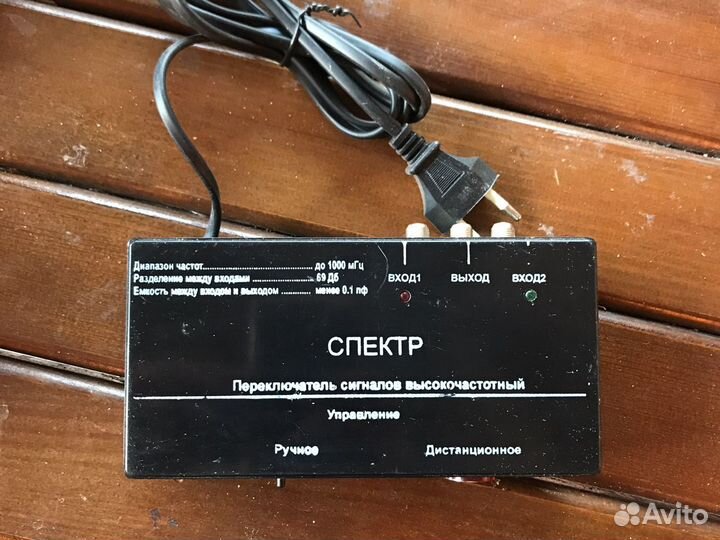 Диапазон частот........................до 1000 мГц
Разделение между входами............69 Дб
Емкость между входом и выходом........менее 0.1 пф
ВХОД1 ВЫХОД ВХОД2
СПЕКТР
Переключатель сигналов высокочастотный
Управление
Ручное Дистанционное
Avito